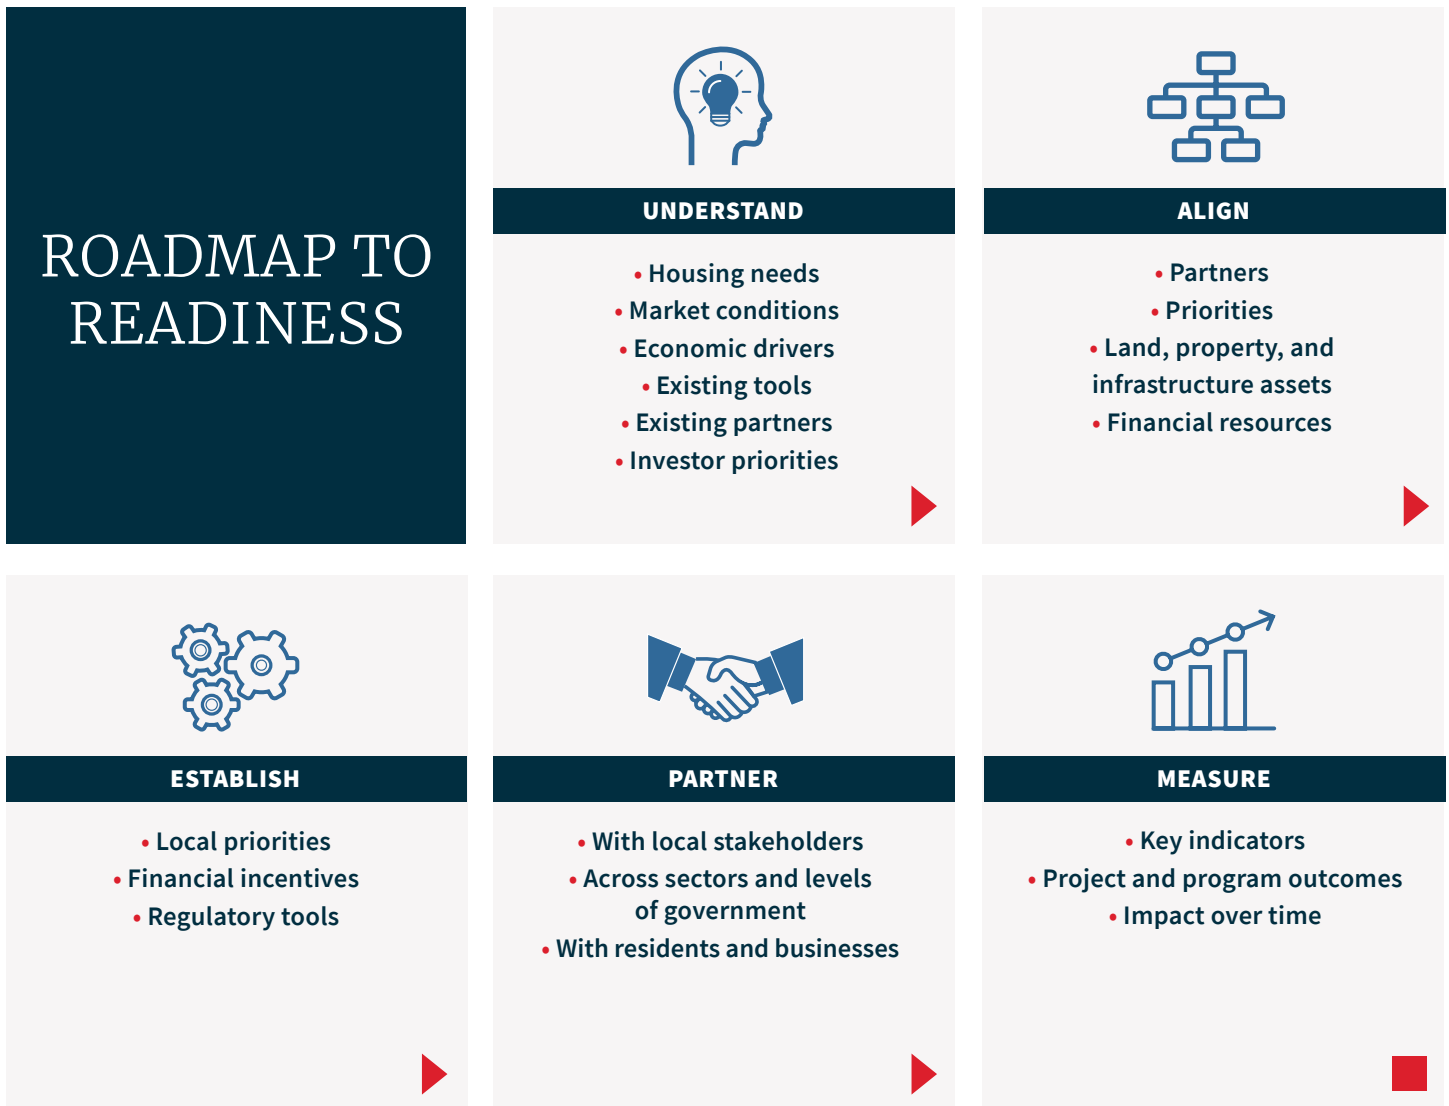 ROADMAP TO
READINESS
UNDERSTAND
• Housing needs
• Market conditions
• Economic drivers
• Existing tools
• Existing partners
• Investor priorities
ALIGN
• Partners
• Priorities
• Land, property, and
infrastructure assets
• Financial resources
ESTABLISH
• Local priorities
• Financial incentives
• Regulatory tools
PARTNER
• With local stakeholders
• Across sectors and levels
of government
• With residents and businesses
MEASURE
• Key indicators
• Project and program outcomes
• Impact over time